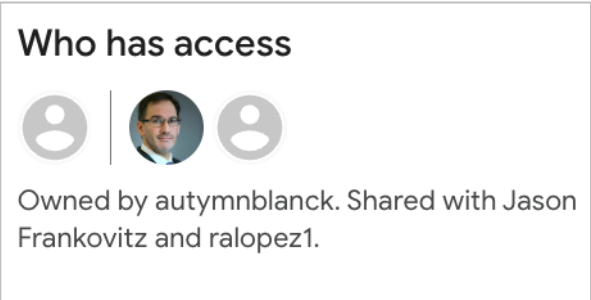 Who has access
Owned by autymnblanck. Shared with Jason
Frankovitz and ralopez1.